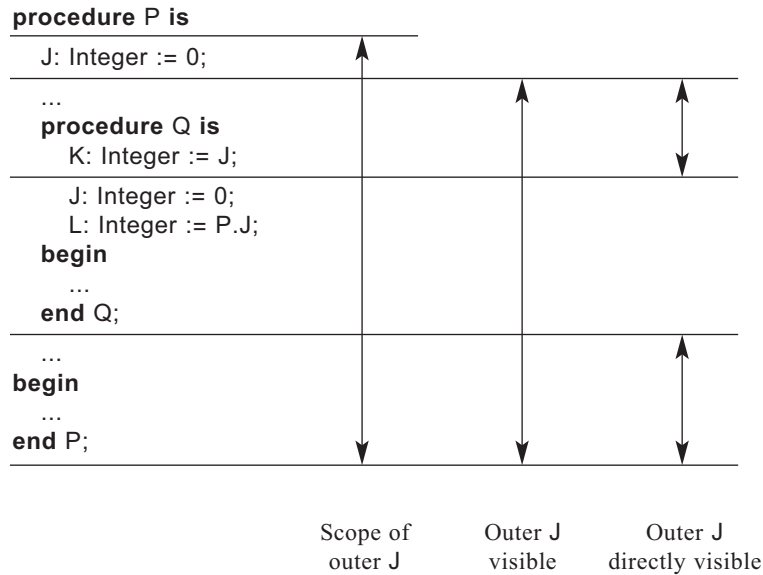 procedure P is
J: Integer := 0;
...
procedure Q is
K: Integer := J;
J: Integer := 0;
L: Integer := P.J;
begin
...
end Q;
...
begin
...
end P;
Scope of outer J
Outer J visible
Outer J directly visible